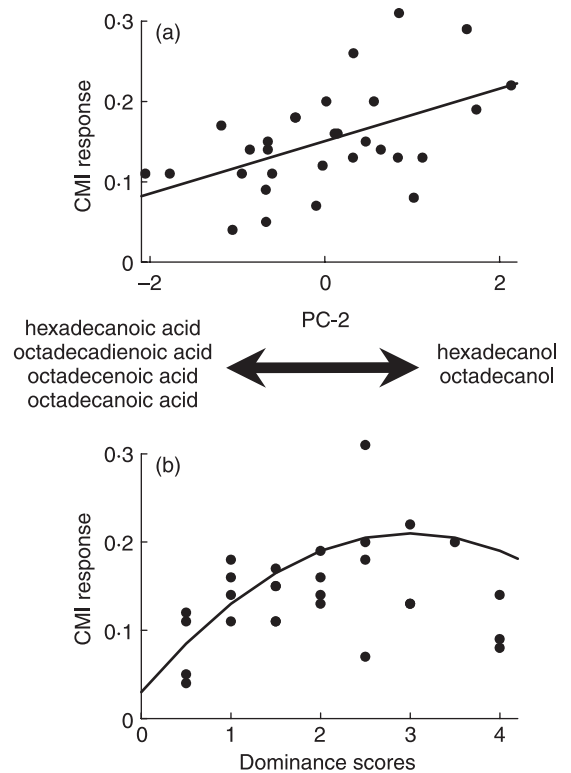 0·3
(a)
0·2
0·1
0
CMI response
−2
0
2
PC-2
hexadecanoic acid
octadecadienoic acid
octadecenoic acid
octadecanoic acid
hexadecanol
octadecanol
0·3
(b)
0·2
0·1
0
CMI response
0
1
2
3
4
Dominance scores